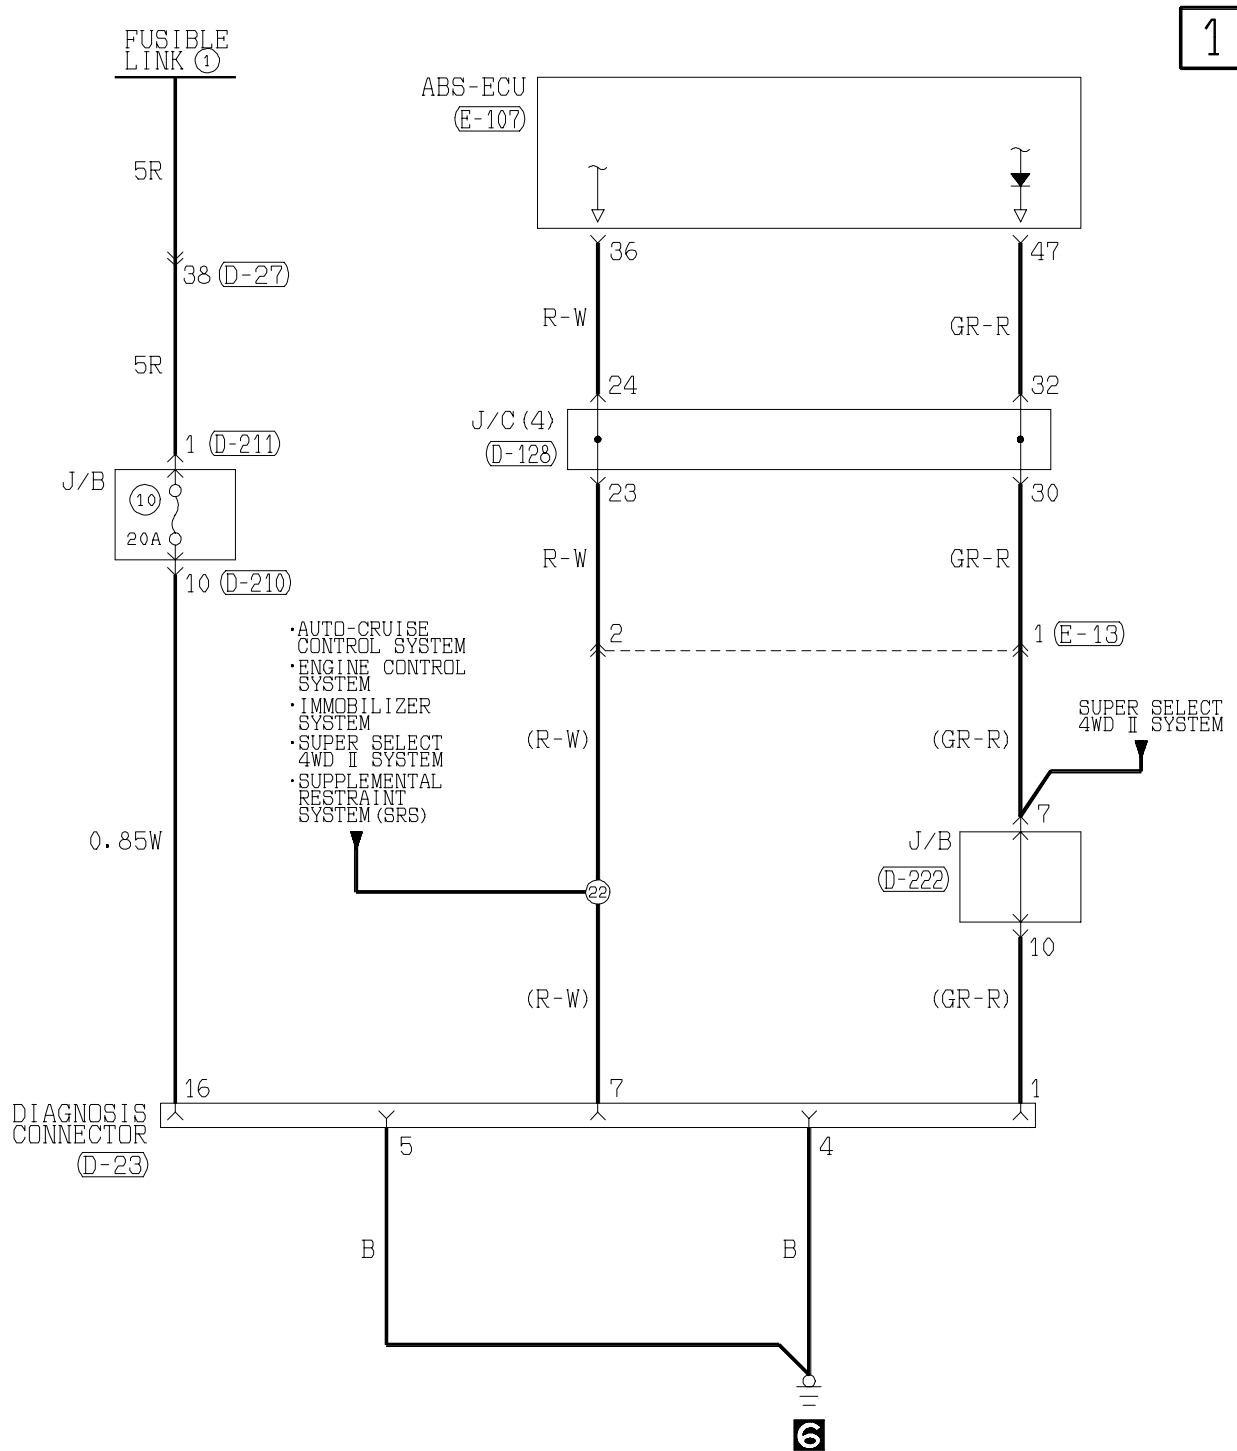 1
FUSIBLE
LINK 1
ABS-ECU
E-107
5R
36
47
38 D-27
R-W
GR-R
5R
24
32
1 D-211
J/C(4)
D-128
J/B
10
20A
23
30
R-W
GR-R
10 D-210
·AUTO-CRUISE
CONTROL SYSTEM
·ENGINE CONTROL
SYSTEM
·IMMOBILIZER
SYSTEM
·SUPER SELECT
4WD Ⅱ SYSTEM
·SUPPLEMENTAL
RESTRAINT
SYSTEM(SRS)
2
1 E-13
SUPER SELECT
4WD Ⅱ SYSTEM
(R-W)
(GR-R)
7
0.85W
J/B
D-222
22
10
(R-W)
(GR-R)
16
7
1
DIAGNOSIS
CONNECTOR
D-23
5
4
B
B
6